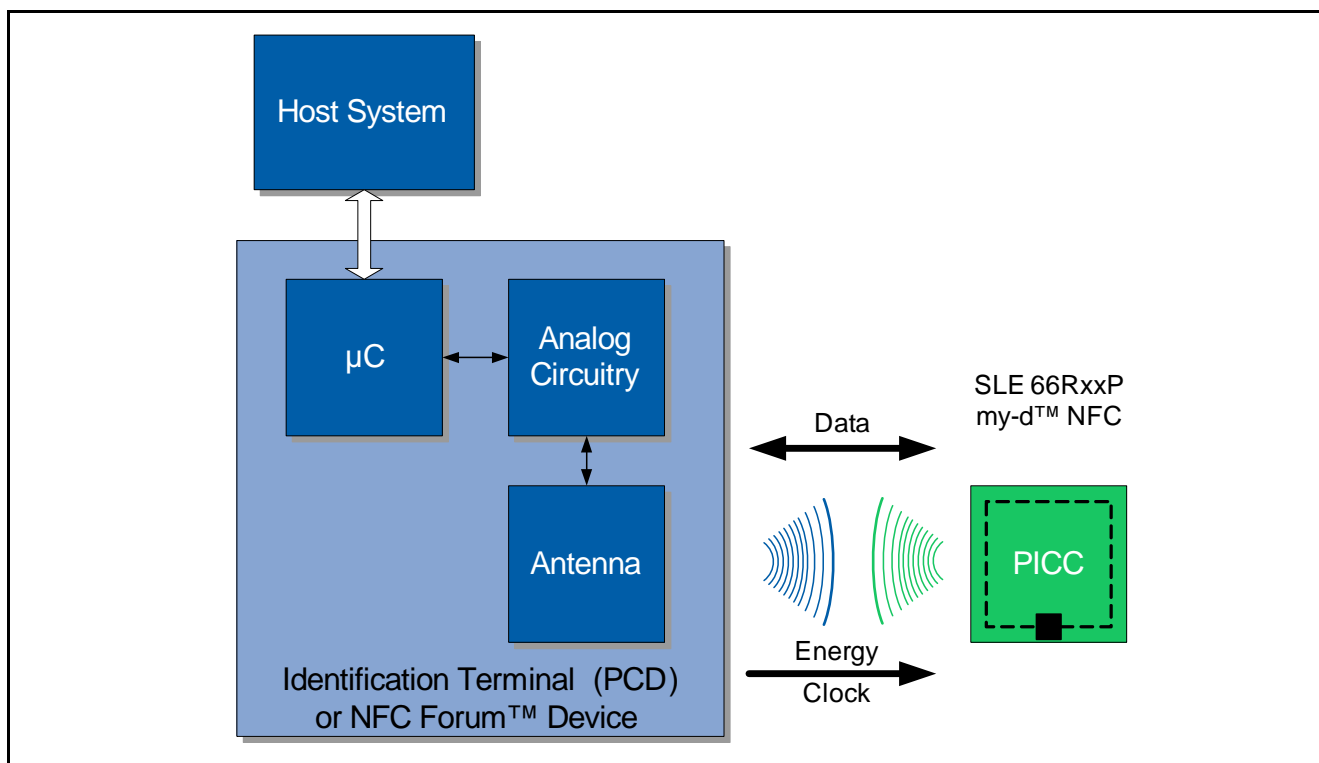 Host System
µC
Analog
Circuitry
Antenna
Identification Terminal (PCD)
or NFC Forum™ Device
Data
Energy
Clock
SLE 66RxxP
my-d™ NFC
PICC